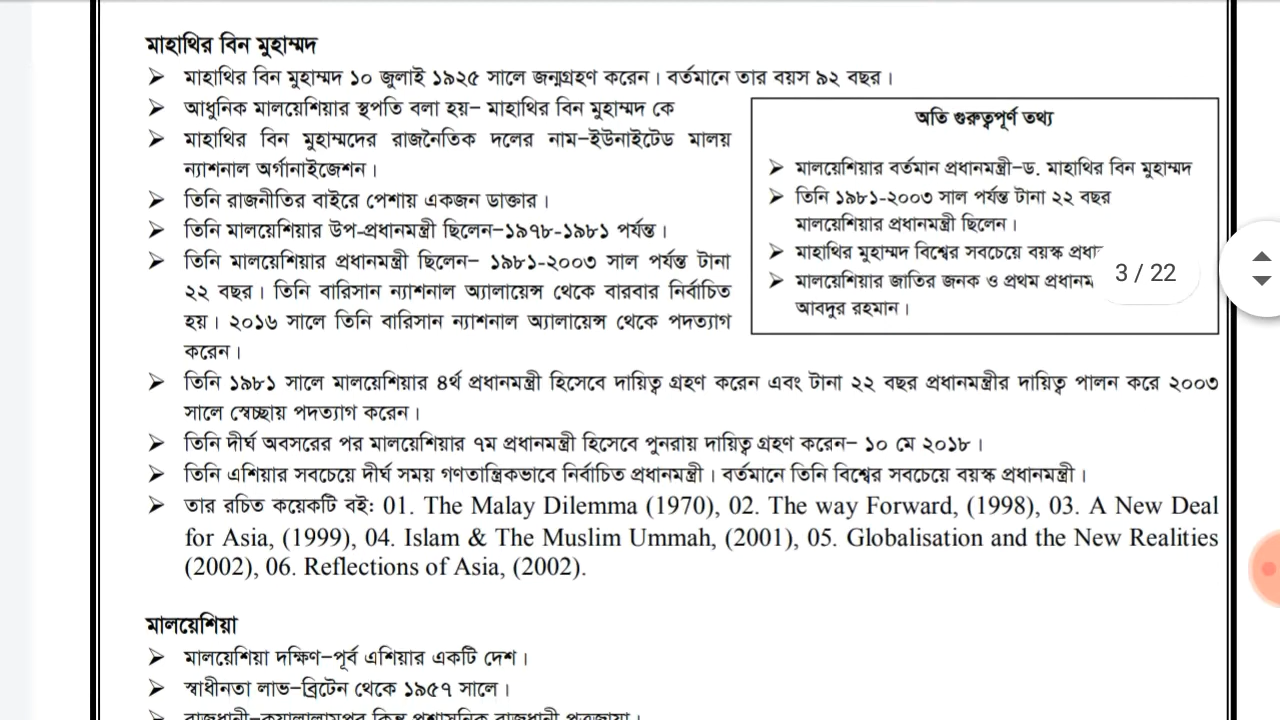 মাহাথির বিন মুহাম্মদ
➢ মাহাথির বিন মুহাম্মদ ১০ জুলাই ১৯২৫ সালে জন্মগ্রহণ করেন। বর্তমানে তার বয়স ৯২ বছর।
➢ আধুনিক মালয়েশিয়ার স্থপতি বলা হয়– মাহাথির বিন মুহাম্মদ কে
➢ মাহাথির বিন মুহাম্মদের রাজনৈতিক দলের নাম–ইউনাইটেড মালয়
ন্যাশনাল অর্গানাইজেশন।
➢ তিনি রাজনীতির বাইরে পেশায় একজন ডাক্তার।
➢ তিনি মালয়েশিয়ার উপ-প্রধানমন্ত্রী ছিলেন–১৯৭৮-১৯৮১ পর্যন্ত।
➢ তিনি মালয়েশিয়ার প্রধানমন্ত্রী ছিলেন– ১৯৮১-২০০৩ সাল পর্যন্ত টানা
২২ বছর। তিনি বারিসান ন্যাশনাল অ্যালায়েন্স থেকে বারবার নির্বাচিত
হয়। ২০১৬ সালে তিনি বারিসান ন্যাশনাল অ্যালায়েন্স থেকে পদত্যাগ
করেন।
অতি গুরুত্বপূর্ণ তথ্য
➢ মালয়েশিয়ার বর্তমান প্রধানমন্ত্রী–ড. মাহাথির বিন মুহাম্মদ
➢ তিনি ১৯৮১-২০০৩ সাল পর্যন্ত টানা ২২ বছর
মালয়েশিয়ার প্রধানমন্ত্রী ছিলেন।
➢ মাহাথির মুহাম্মদ বিশ্বের সবচেয়ে বয়স্ক
➢ মালয়েশিয়ার জাতির জনক ও প্রথম
আবদুর রহমান।
3 / 22
➢ তিনি ১৯৮১ সালে মালয়েশিয়ার ৪র্থ প্রধানমন্ত্রী হিসেবে দায়িত্ব গ্রহণ করেন এবং টানা ২২ বছর প্রধানমন্ত্রীর দায়িত্ব পালন করে ২০০৩
সালে স্বেচ্ছায় পদত্যাগ করেন।
➢ তিনি দীর্ঘ অবসরের পর মালয়েশিয়ার ৭ম প্রধানমন্ত্রী হিসেবে পুনরায় দায়িত্ব গ্রহণ করেন– ১০ মে ২০১৮।
➢ তিনি এশিয়ার সবচেয়ে দীর্ঘ সময় গণতান্ত্রিকভাবে নির্বাচিত প্রধানমন্ত্রী। বর্তমানে তিনি বিশ্বের সবচেয়ে বয়স্ক প্রধানমন্ত্রী।
➢ তার রচিত কয়েকটি বই: 01. The Malay Dilemma (1970), 02. The way Forward, (1998), 03. A New Deal
for Asia, (1999), 04. Islam & The Muslim Ummah, (2001), 05. Globalisation and the New Realities
(2002), 06. Reflections of Asia, (2002).
মালয়েশিয়া
➢ মালয়েশিয়া দক্ষিণ–পূর্ব এশিয়ার একটি দেশ।
➢ স্বাধীনতা লাভ–ব্রিটেন থেকে ১৯৫৭ সালে।